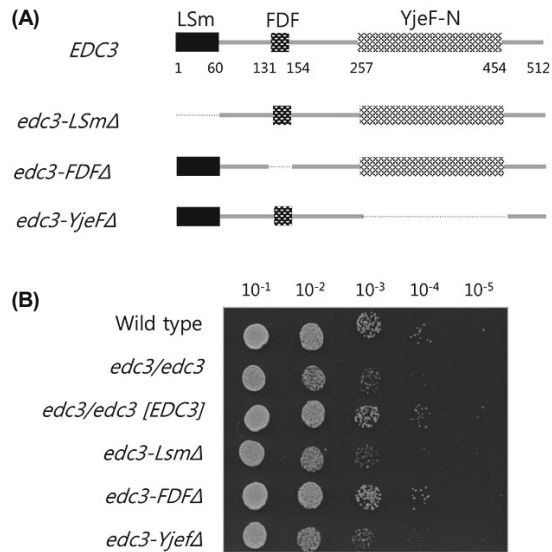 (A)
LSm FDF YjeF-N
EDC3
1 60 131 154 257 454 512
edc3-LSmΔ
edc3-FDFΔ
edc3-YjeFΔ
(B)
10⁻¹ 10⁻² 10⁻³ 10⁻⁴ 10⁻⁵
Wild type
edc3/edc3
edc3/edc3 [EDC3]
edc3-LsmΔ
edc3-FDFΔ
edc3-YjefΔ